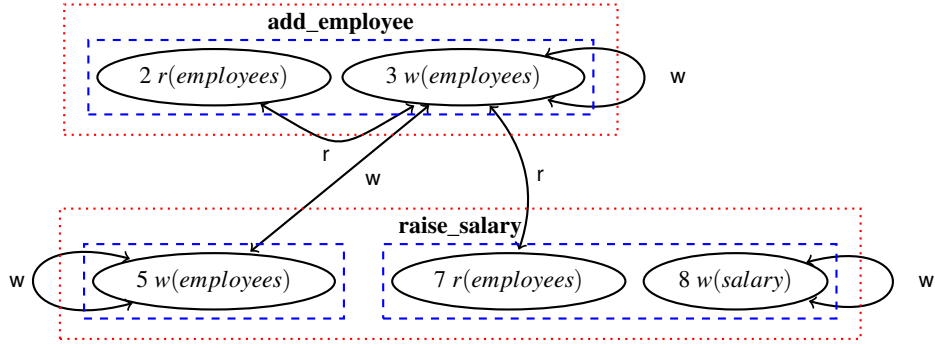 add_employee
2 r(employees)
3 w(employees)
w
r
w
r
raise_salary
w
5 w(employees)
7 r(employees)
8 w(salary)
w